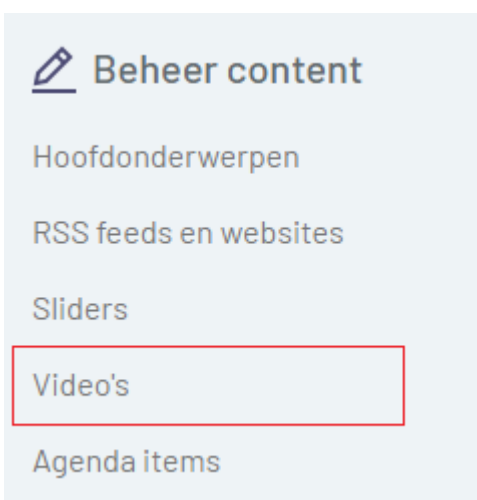 Beheer content
Hoofdonderwerpen
RSS feeds en websites
Sliders
Video's
Agenda items